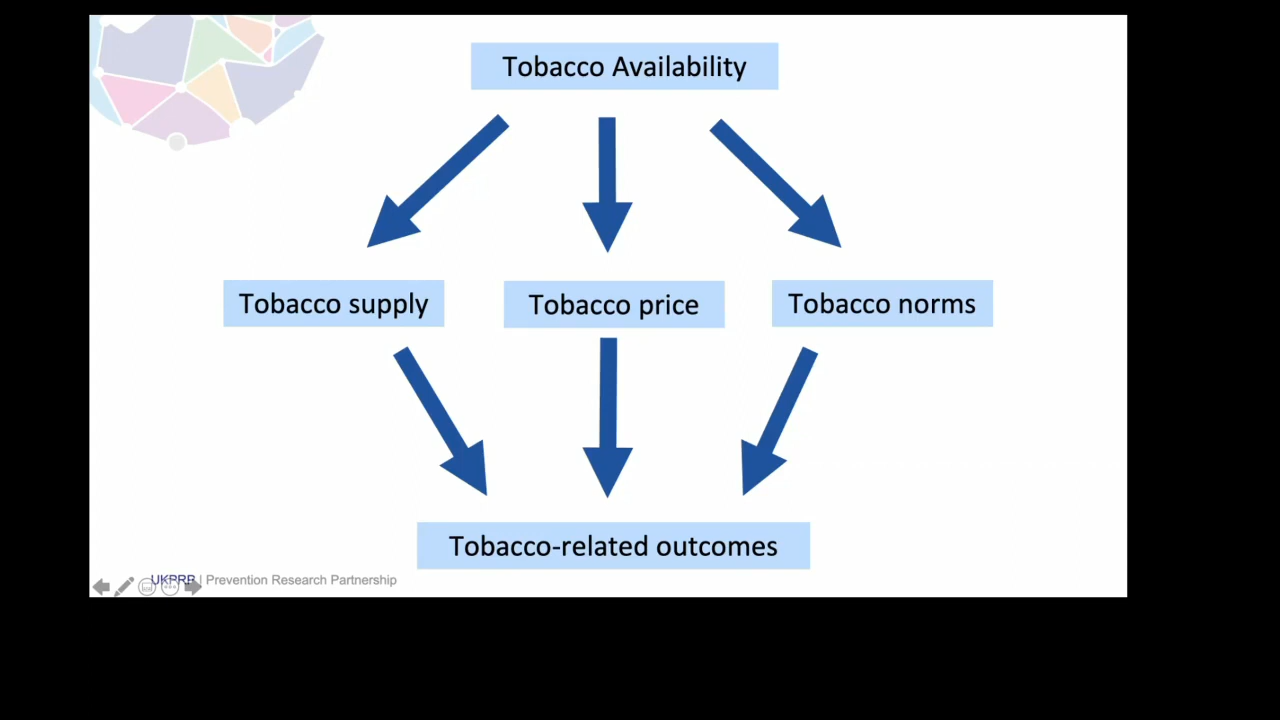 Tobacco Availability
Tobacco supply
Tobacco price
Tobacco norms
Tobacco-related outcomes
UKPRP | Prevention Research Partnership